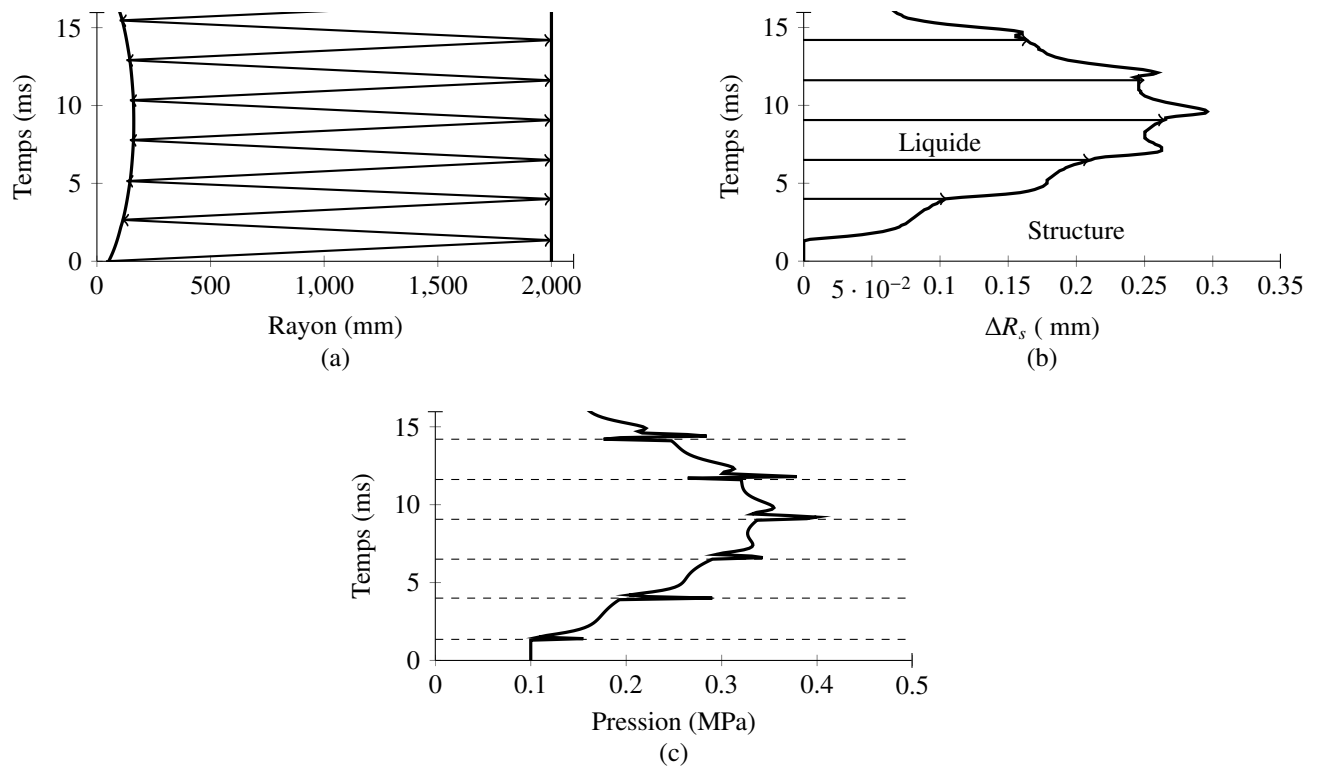 15
10
5
0
Temps (ms)
0 500 1,000 1,500 2,000
Rayon (mm)
(a)
15
10
5
0
Temps (ms)
Liquide
Structure
0 5 · 10⁻² 0.1 0.15 0.2 0.25 0.3 0.35
ΔRₛ ( mm)
(b)
15
10
5
0
Temps (ms)
0 0.1 0.2 0.3 0.4 0.5
Pression (MPa)
(c)